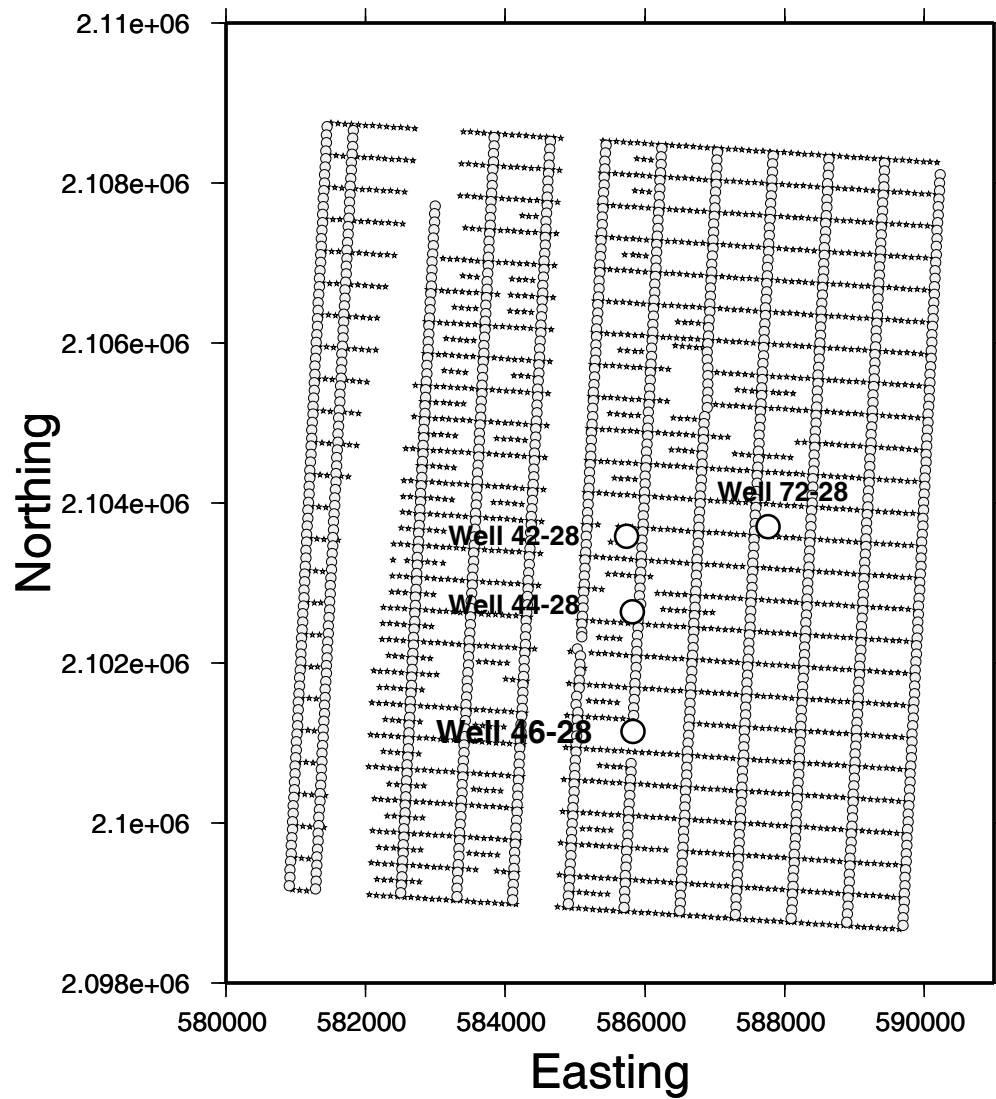 2.11e+06
2.108e+06
2.106e+06
2.104e+06
2.102e+06
2.1e+06
2.098e+06
Northing
Well 72-28
Well 42-28
Well 44-28
Well 46-28
580000 582000 584000 586000 588000 590000
Easting